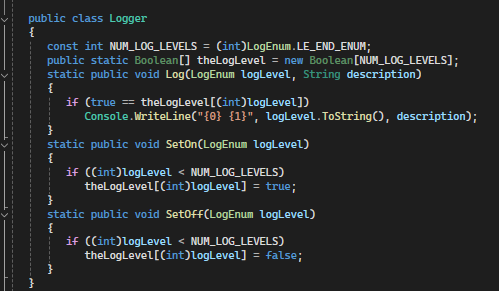 public class Logger
{
const int NUM_LOG_LEVELS = (int)LogEnum.LE_END_ENUM;
public static Boolean[] theLogLevel = new Boolean[NUM_LOG_LEVELS];
static public void Log(LogEnum logLevel, String description)
{
if (true == theLogLevel[(int)logLevel])
Console.WriteLine("{0} {1}", logLevel.ToString(), description);
}
static public void SetOn(LogEnum logLevel)
{
if ((int)logLevel < NUM_LOG_LEVELS)
theLogLevel[(int)logLevel] = true;
}
static public void SetOff(LogEnum logLevel)
{
if ((int)logLevel < NUM_LOG_LEVELS)
theLogLevel[(int)logLevel] = false;
}
}